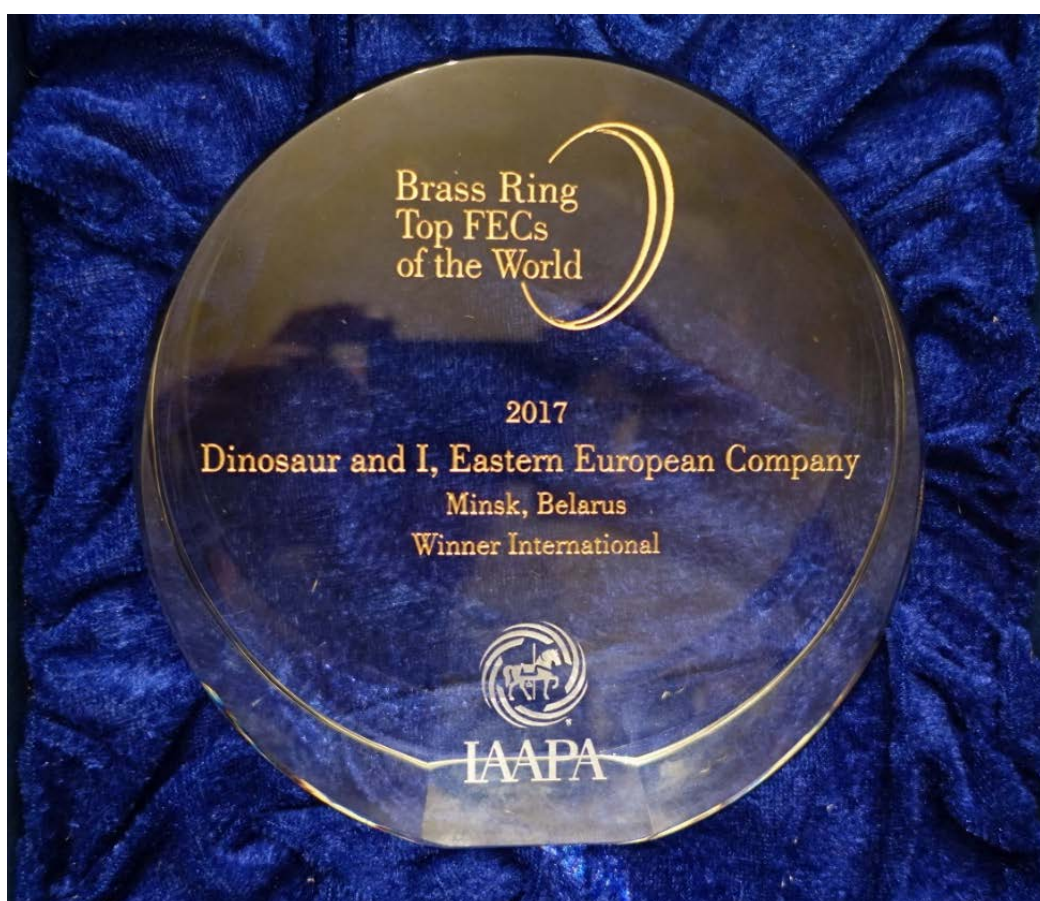 Brass Ring
Top FECs
of the World
2017
Dinosaur and I, Eastern European Company
Minsk, Belarus
Winner International
IAAPA